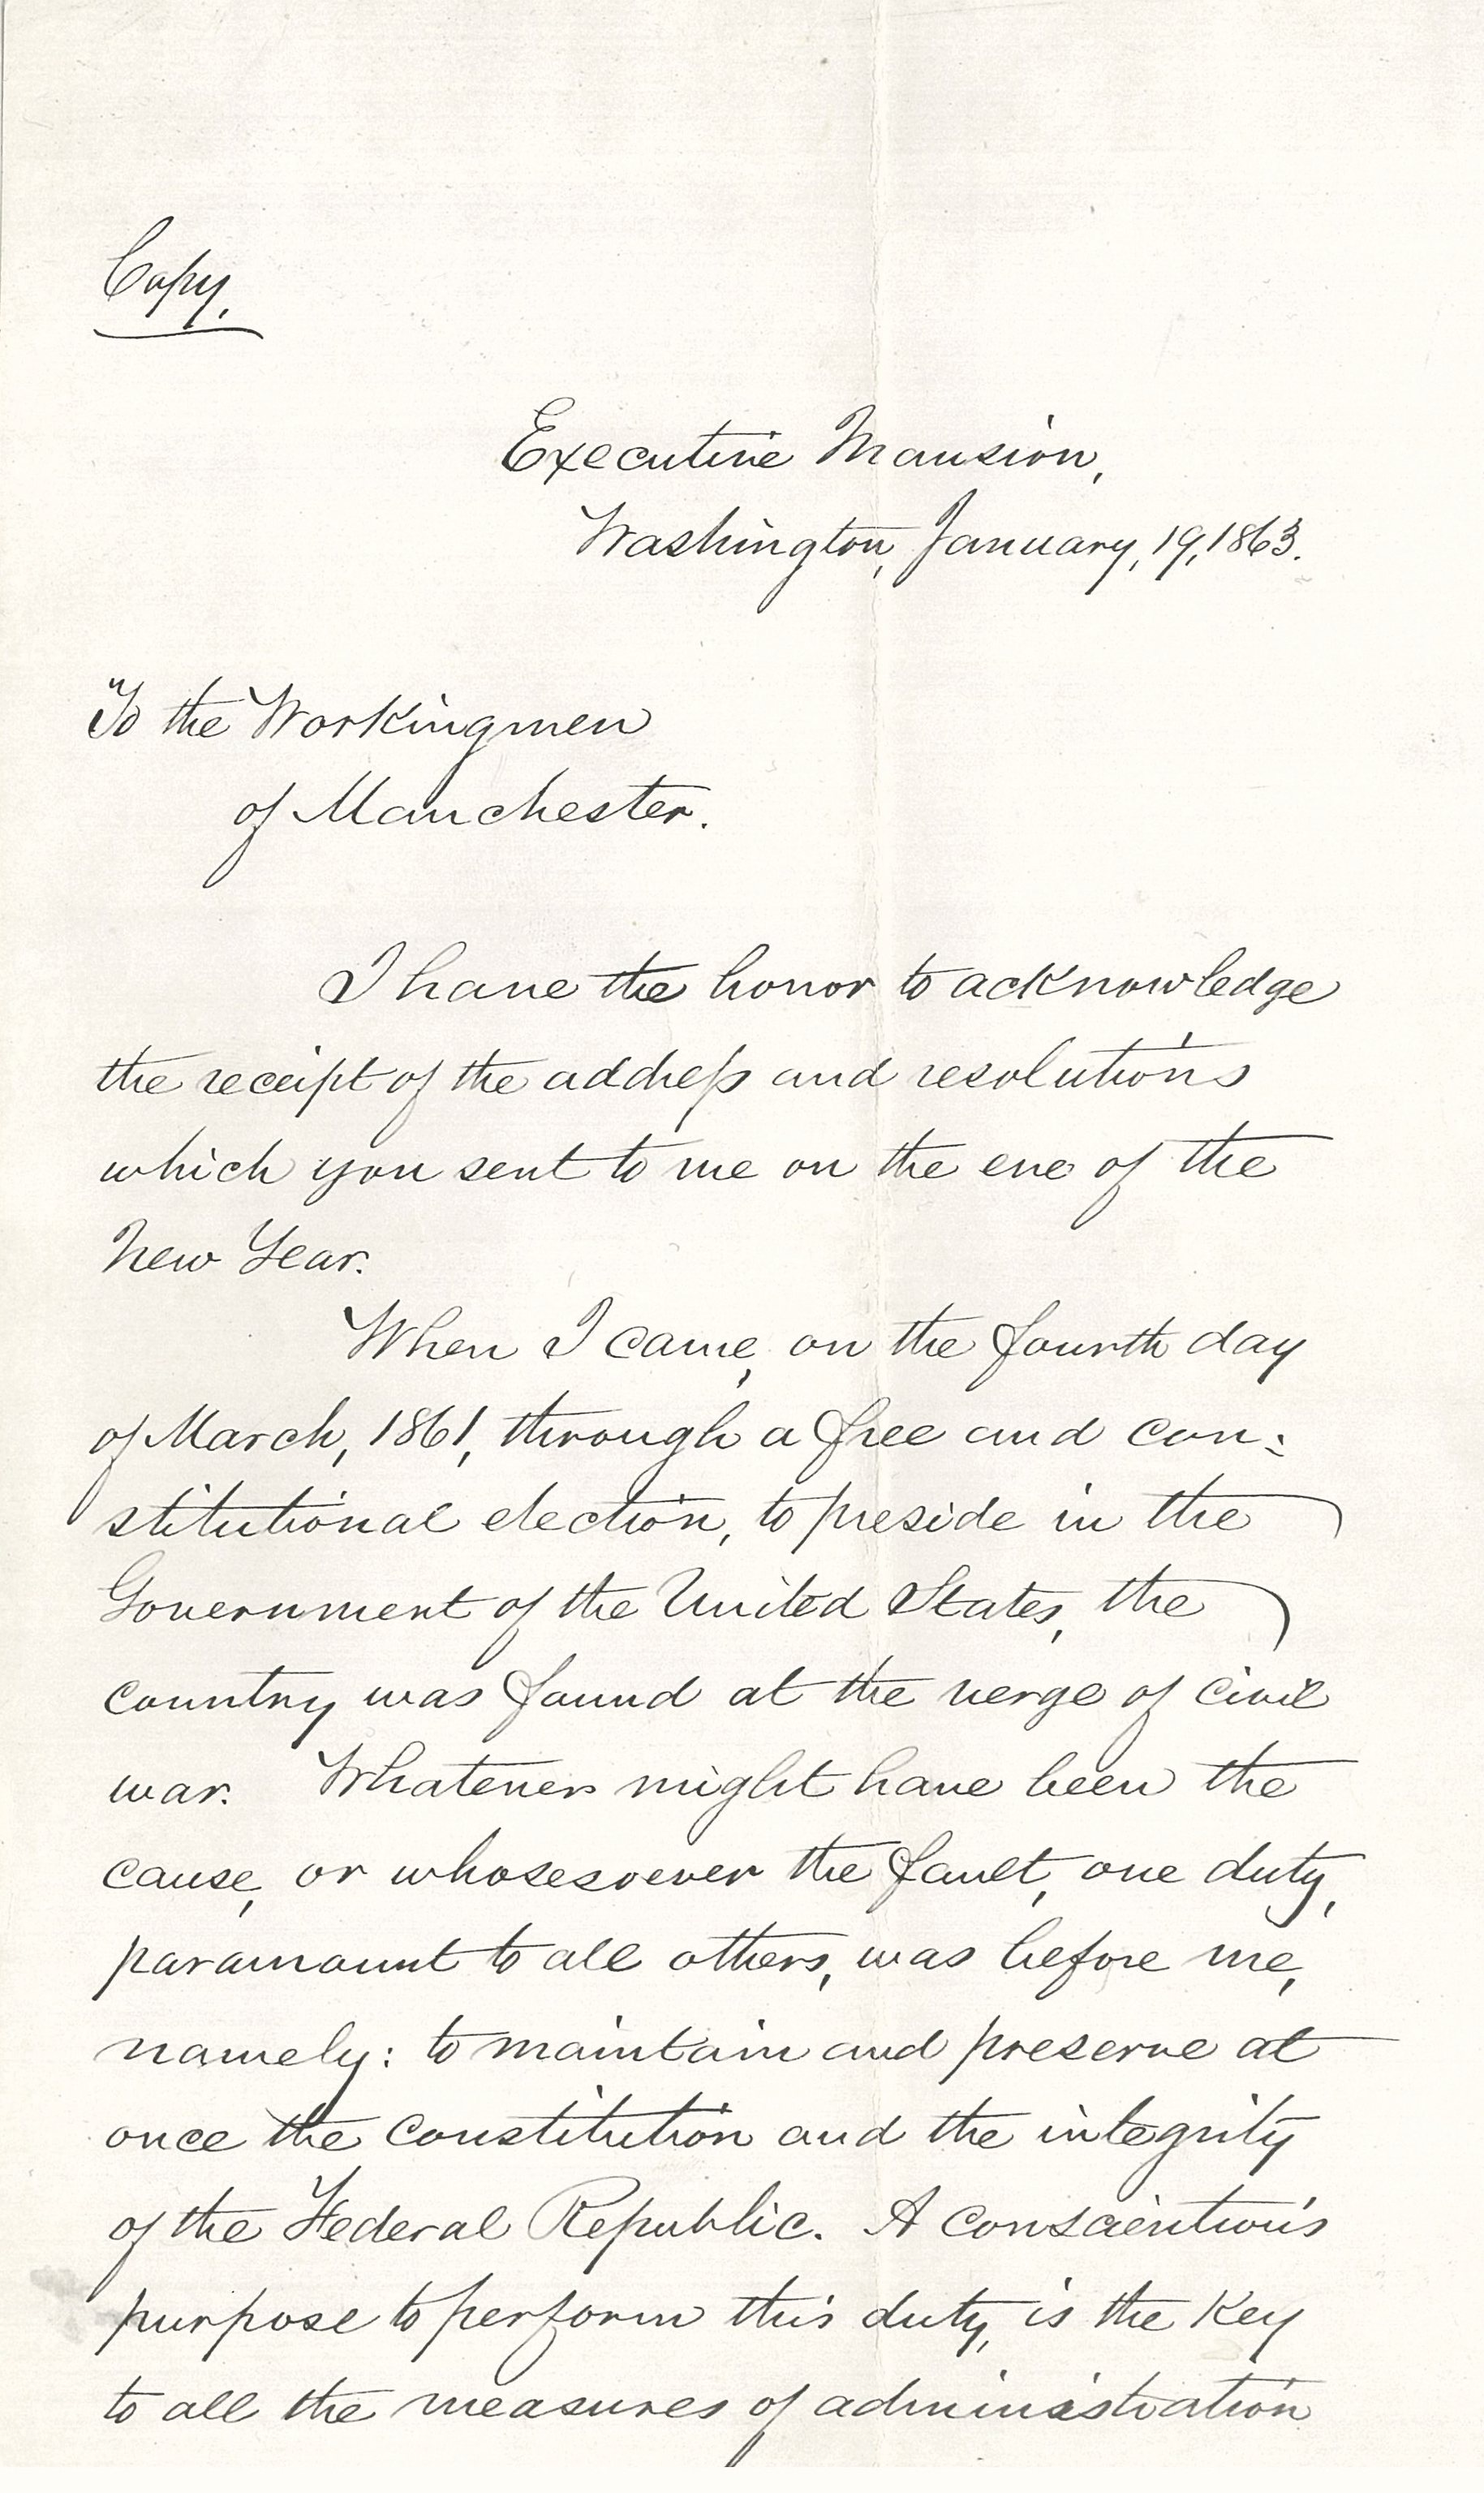 Copy.
Executive Mansion,
Washington, January, 19, 1863.
To the Workingmen
of Manchester.
I have the honor to acknowledge
the receipt of the address and resolutions
which you sent to me on the eve of the
New Year.
When I came, on the fourth day
of March, 1861, through a free and con-
stitutional election, to preside in the
Government of the United States, the
country was found at the verge of civil
war. Whatever might have been the
cause, or whosesoever the fault, one duty,
paramount to all others, was before me,
namely: to maintain and preserve at
once the Constitution and the integrity
of the Federal Republic. A conscientious
purpose to perform this duty, is the key
to all the measures of administration